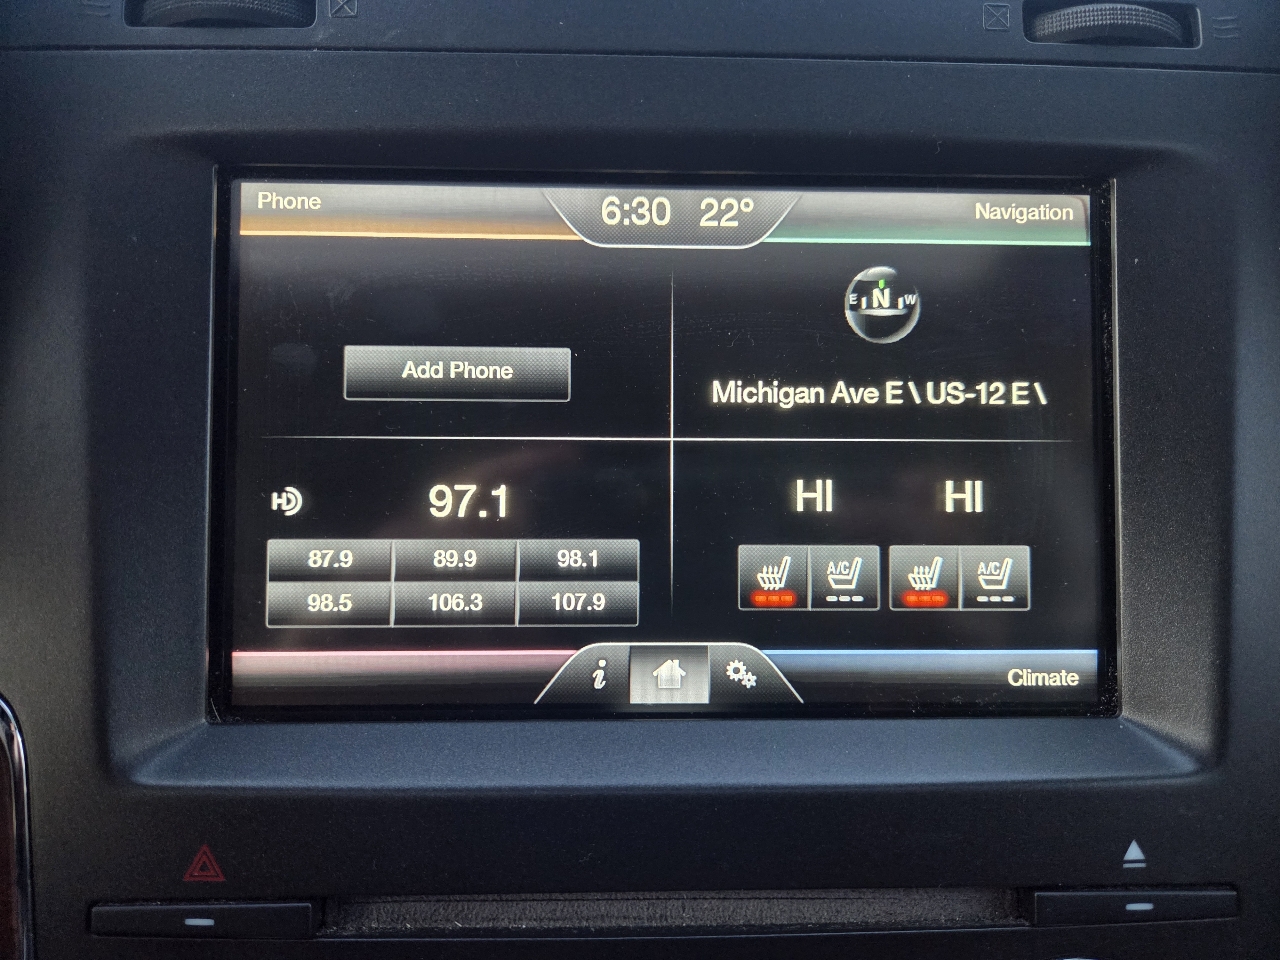 Phone
6:30 22°
Navigation
E N W
Add Phone
Michigan Ave E \ US-12 E \
HD
97.1
HI HI
87.9 89.9 98.1
98.5 106.3 107.9
A/C A/C
i
Climate